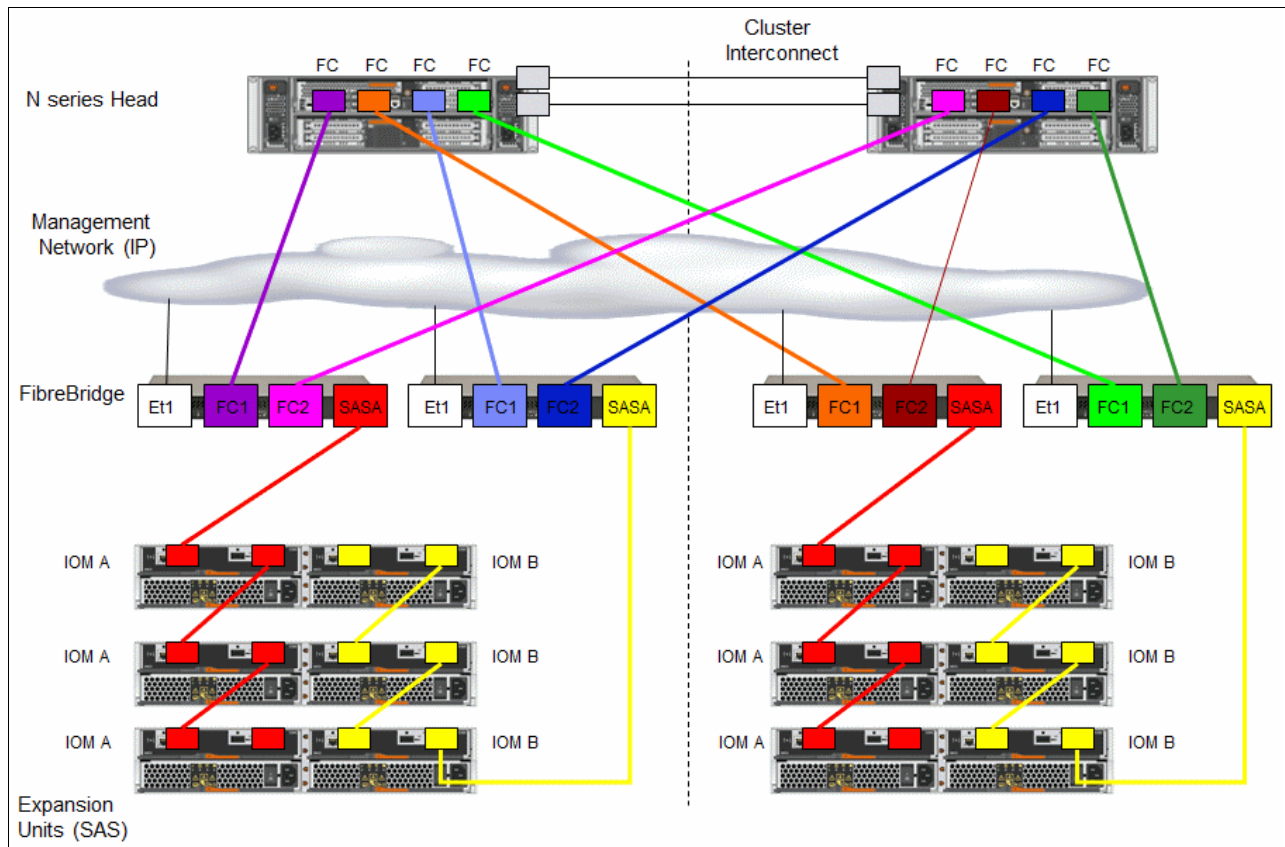 Cluster
Interconnect
FC FC FC FC
FC FC FC FC
N series Head
Management
Network (IP)
FibreBridge
Et1 FC1 FC2 SASA
Et1 FC1 FC2 SASA
Et1 FC1 FC2 SASA
Et1 FC1 FC2 SASA
IOM A
IOM B
IOM A
IOM B
IOM A
IOM B
IOM A
IOM B
IOM A
IOM B
IOM A
IOM B
Expansion
Units (SAS)